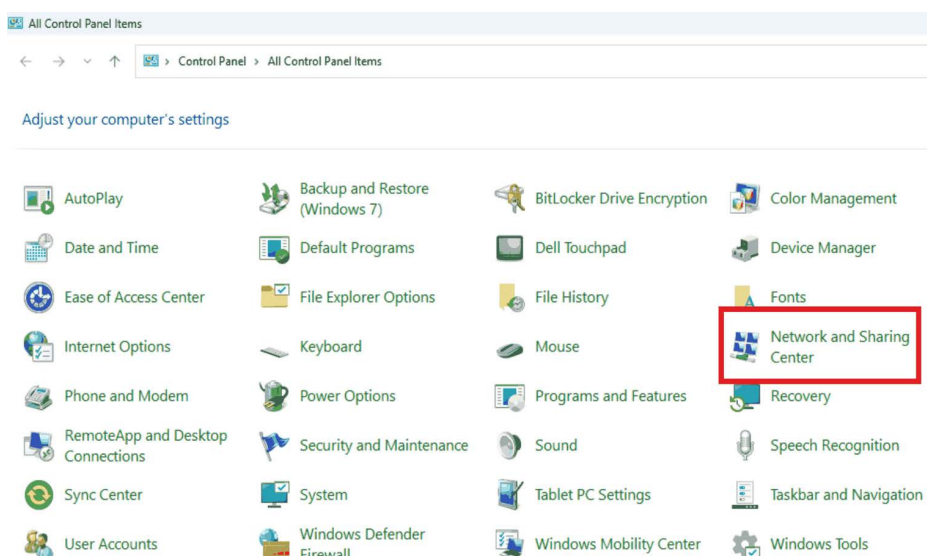 All Control Panel Items
Control Panel > All Control Panel Items
Adjust your computer's settings
AutoPlay
Backup and Restore
(Windows 7)
BitLocker Drive Encryption
Color Management
Date and Time
Default Programs
Dell Touchpad
Device Manager
Ease of Access Center
File Explorer Options
File History
Fonts
Internet Options
Keyboard
Mouse
Network and Sharing
Center
Phone and Modem
Power Options
Programs and Features
Recovery
RemoteApp and Desktop
Connections
Security and Maintenance
Sound
Speech Recognition
Sync Center
System
Tablet PC Settings
Taskbar and Navigation
User Accounts
Windows Defender
Firewall
Windows Mobility Center
Windows Tools